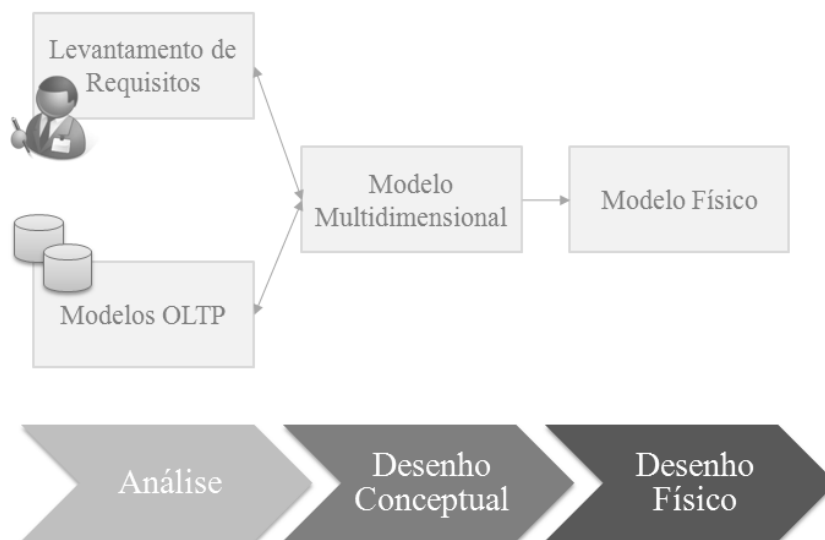 Levantamento de
Requisitos
Modelo
Multidimensional
Modelo Físico
Modelos OLTP
Análise
Desenho
Conceptual
Desenho
Físico